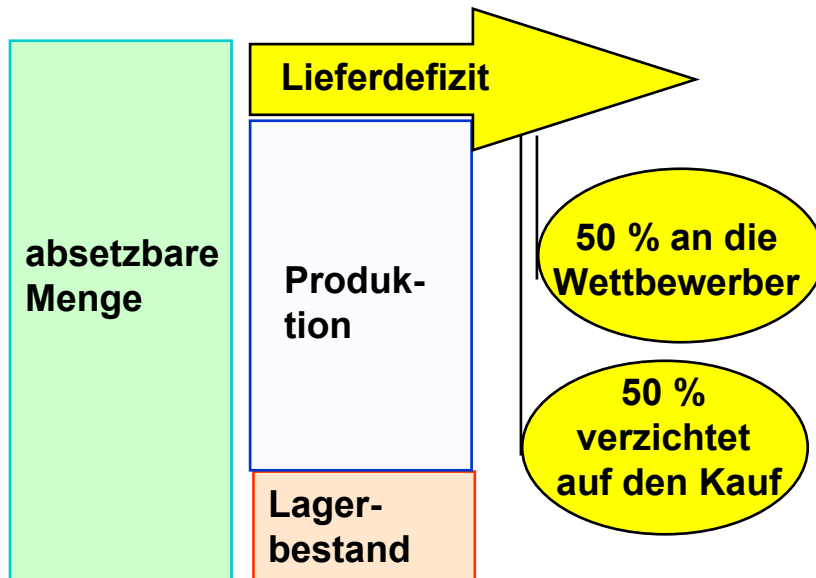 Lieferdefizit
absetzbare
Menge
Produk-
tion
Lager-
bestand
50 % an die
Wettbewerber
50 %
verzichtet
auf den Kauf